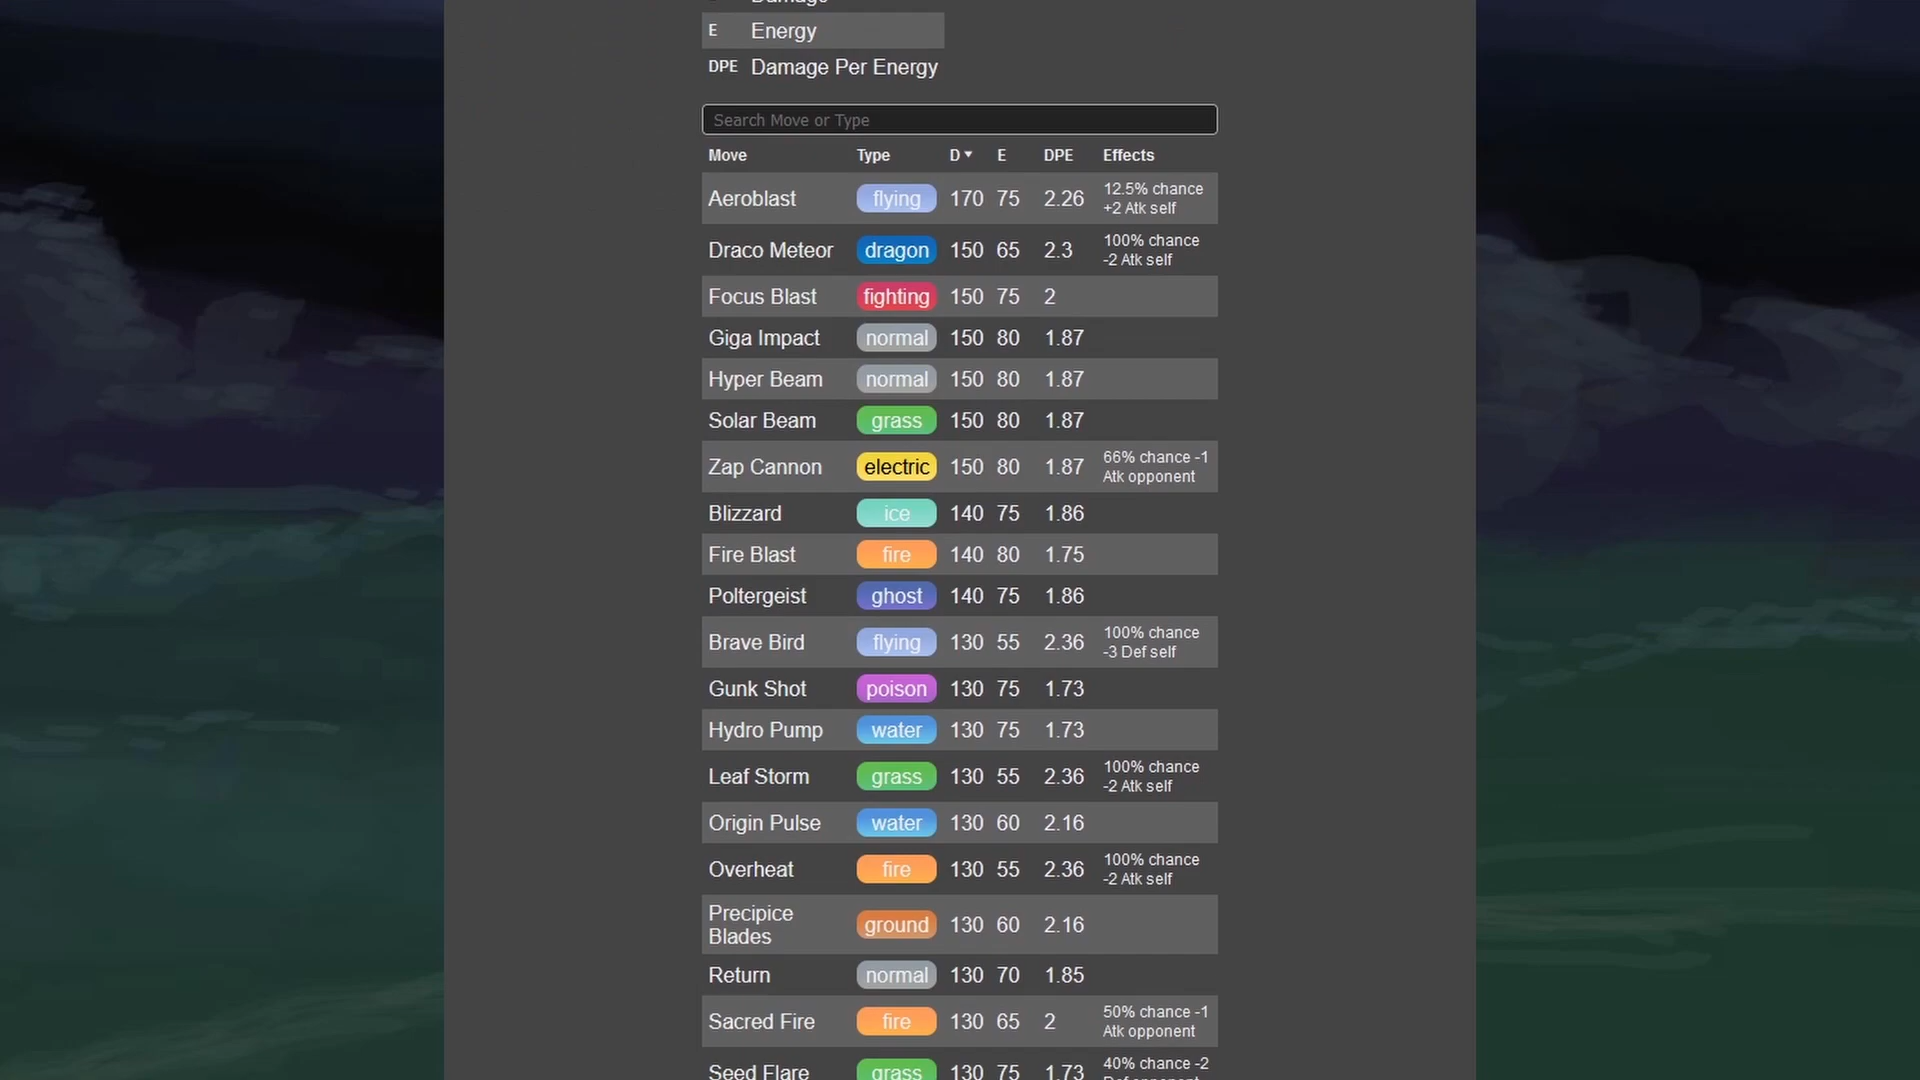 E Energy
DPE Damage Per Energy
Search Move or Type
Move Type D▼ E DPE Effects
Aeroblast flying 170 75 2.26 12.5% chance
+2 Atk self
Draco Meteor dragon 150 65 2.3 100% chance
-2 Atk self
Focus Blast fighting 150 75 2
Giga Impact normal 150 80 1.87
Hyper Beam normal 150 80 1.87
Solar Beam grass 150 80 1.87
Zap Cannon electric 150 80 1.87 66% chance -1
Atk opponent
Blizzard ice 140 75 1.86
Fire Blast fire 140 80 1.75
Poltergeist ghost 140 75 1.86
Brave Bird flying 130 55 2.36 100% chance
-3 Def self
Gunk Shot poison 130 75 1.73
Hydro Pump water 130 75 1.73
Leaf Storm grass 130 55 2.36 100% chance
-2 Atk self
Origin Pulse water 130 60 2.16
Overheat fire 130 55 2.36 100% chance
-2 Atk self
Precipice
Blades ground 130 60 2.16
Return normal 130 70 1.85
Sacred Fire fire 130 65 2 50% chance -1
Atk opponent
Seed Flare grass 130 75 1.73 40% chance -2